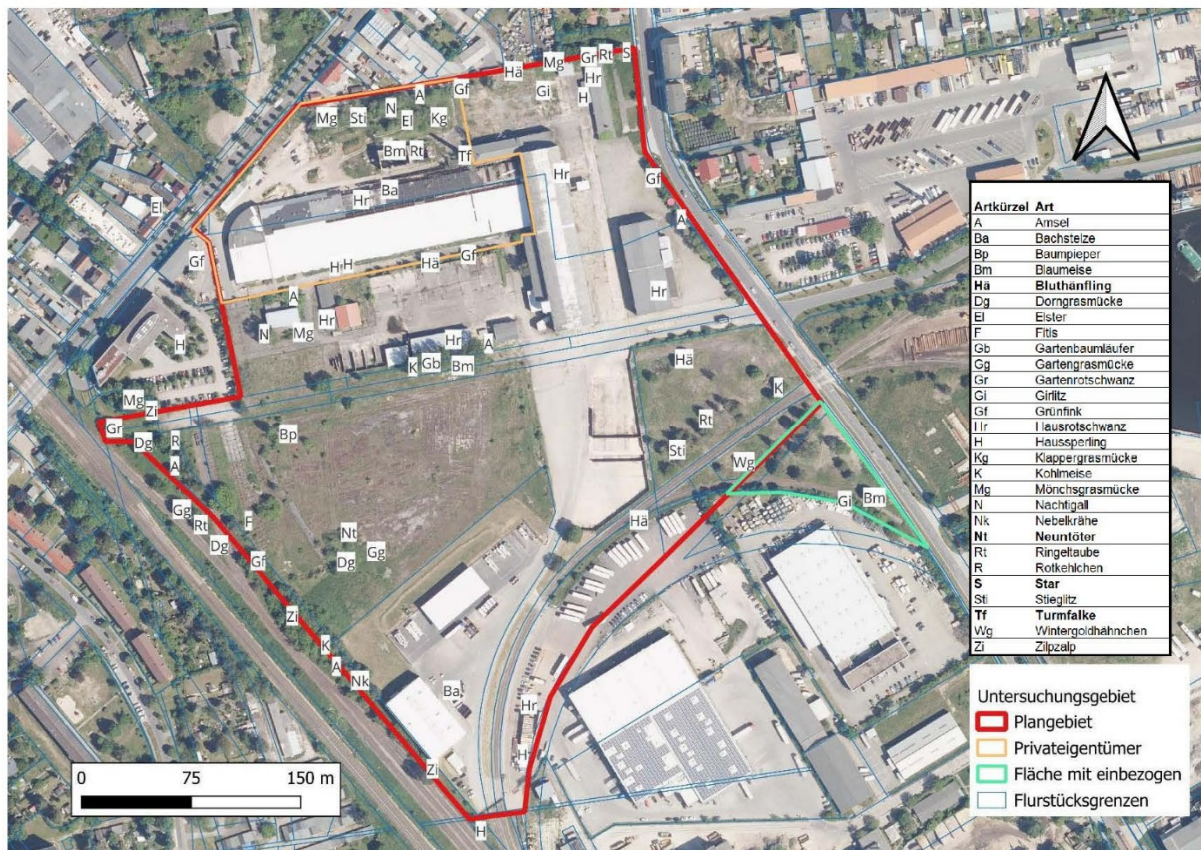 Hä Mg Gr Rt S
Gf Gi Hr H
A
N
Mg Sti El Kg
Bm Rt Tf
Hr Ba
Hr
Gf
A
El
Gf
H H Hä Gf
Hr
A
N Mg Hr
H
Hr A
K Gb Bm
Hä
K
Mg Zi
Gr Dg R
A
Bp
Rt
Sti
Wg
Gi Bm
Gg
Rt F
Dg
Gf
Nt
Dg Gg
Hä
Zi
K
A
Nk
Ba
Hr
H
Zi
H
0 75 150 m
Artkürzel Art
A Amsel
Ba Bachstelze
Bp Baumpieper
Bm Blaumeise
Hä Bluthänfling
Dg Dorngrasmücke
El Elster
F Fitis
Gb Gartenbaumläufer
Gg Gartengrasmücke
Gr Gartenrotschwanz
Gi Girlitz
Gf Grünfink
Hr Hausrotschwanz
H Haussperling
Kg Klappergrasmücke
K Kohlmeise
Mg Mönchsgrasmücke
N Nachtigall
Nk Nebelkrähe
Nt Neuntöter
Rt Ringeltaube
R Rotkehlchen
S Star
Sti Stieglitz
Tf Turmfalke
Wg Wintergoldhähnchen
Zi Zilpzalp
Untersuchungsgebiet
Plangebiet
Privateigentümer
Fläche mit einbezogen
Flurstücksgrenzen